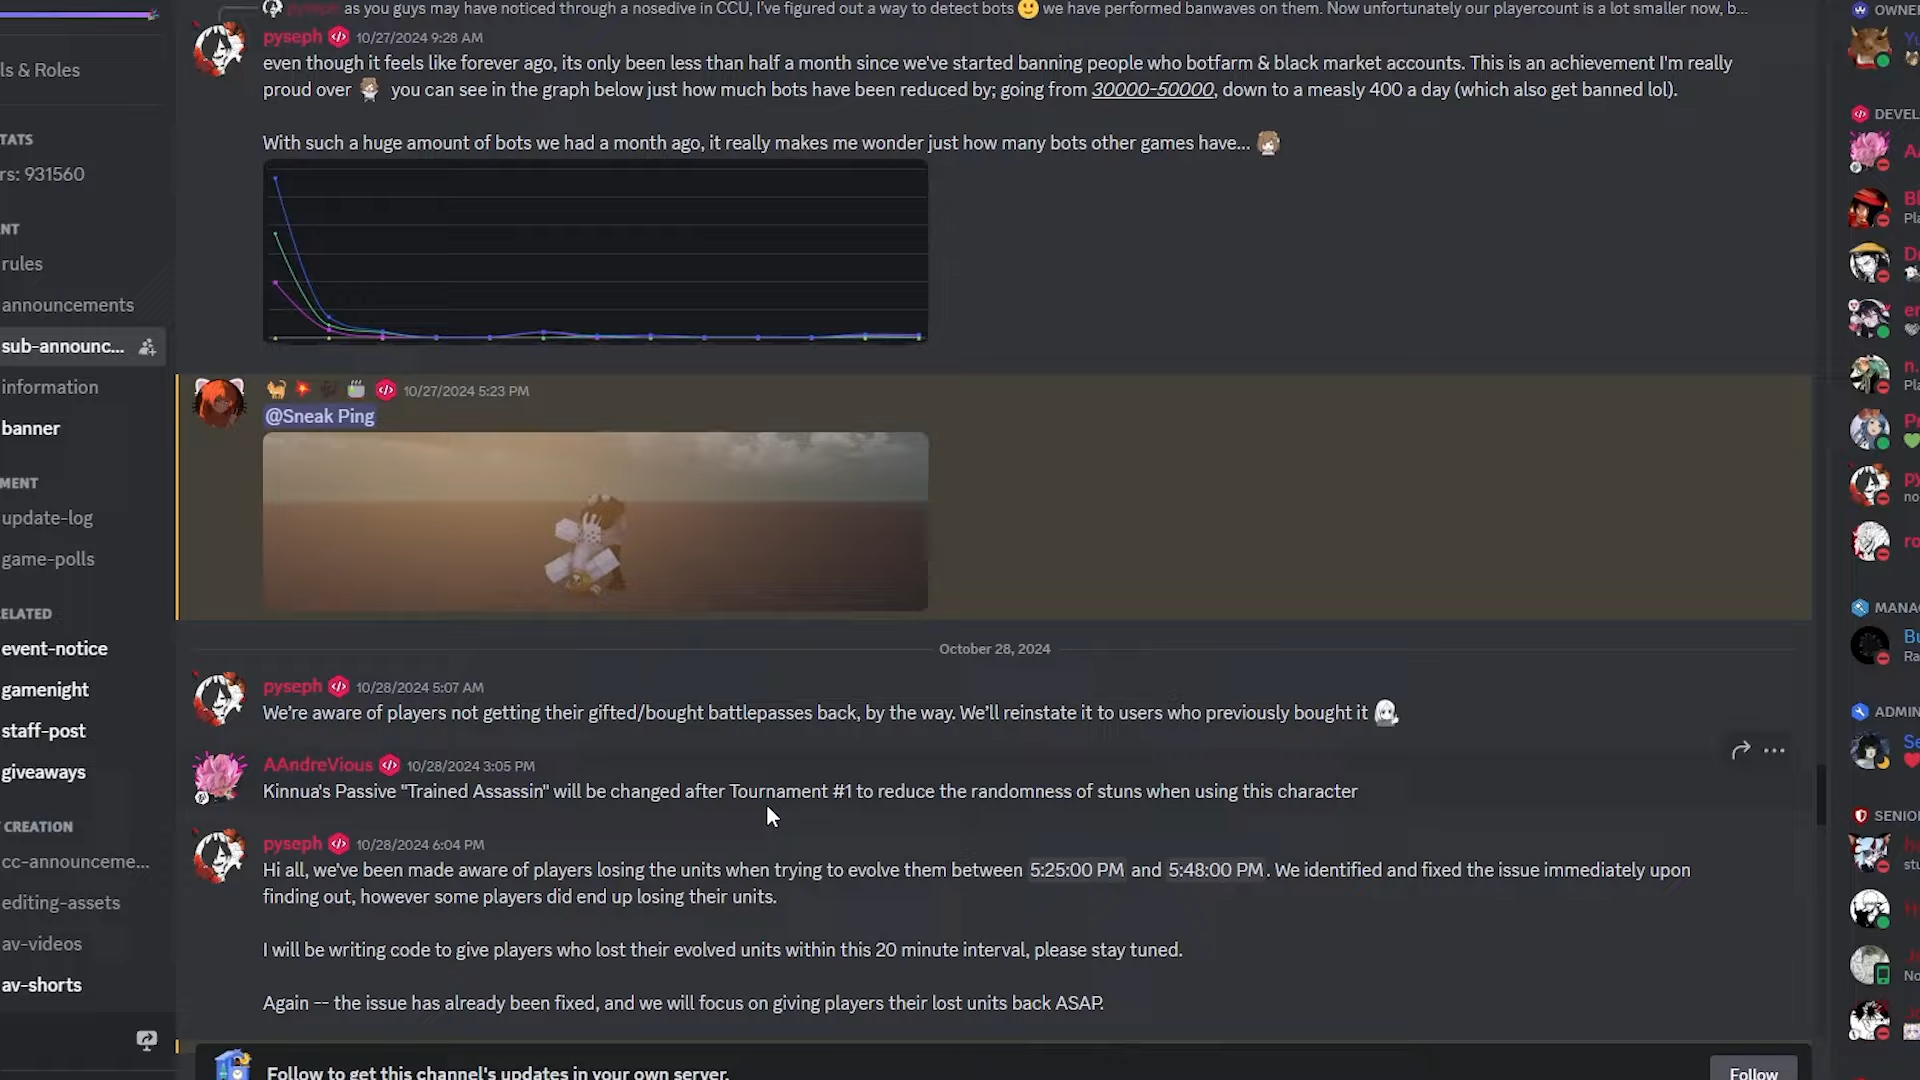 as you guys may have noticed through a nosedive in CCU, I've figured out a way to detect bots 🙂 we have performed banwaves on them. Now unfortunately our playercount is a lot smaller now, b...
OWNER
pyseph 10/27/2024 9:28 AM
even though it feels like forever ago, its only been less than half a month since we've started banning people who botfarm & black market accounts. This is an achievement I'm really
proud over you can see in the graph below just how much bots have been reduced by; going from 30000-50000, down to a measly 400 a day (which also get banned lol).
With such a huge amount of bots we had a month ago, it really makes me wonder just how many bots other games have...
10/27/2024 5:23 PM
@Sneak Ping
October 28, 2024
pyseph 10/28/2024 5:07 AM
We're aware of players not getting their gifted/bought battlepasses back, by the way. We'll reinstate it to users who previously bought it
AAndreVious 10/28/2024 3:05 PM
Kinnua's Passive "Trained Assassin" will be changed after Tournament #1 to reduce the randomness of stuns when using this character
pyseph 10/28/2024 6:04 PM
Hi all, we've been made aware of players losing the units when trying to evolve them between 5:25:00 PM and 5:48:00 PM. We identified and fixed the issue immediately upon
finding out, however some players did end up losing their units.
I will be writing code to give players who lost their evolved units within this 20 minute interval, please stay tuned.
Again -- the issue has already been fixed, and we will focus on giving players their lost units back ASAP.
Follow to get this channel's updates in your own server.
Follow
ls & Roles
TATS
rs: 931560
NT
rules
announcements
sub-announc...
information
banner
MENT
update-log
game-polls
ELATED
event-notice
gamenight
staff-post
giveaways
CREATION
cc-announceme...
editing-assets
av-videos
av-shorts
DEVEL
Bl
Pla
er
n.
Pla
Pr
py
no
ro
MANA
Bu
Ra
ADMIN
Se
SENIO
stu
No